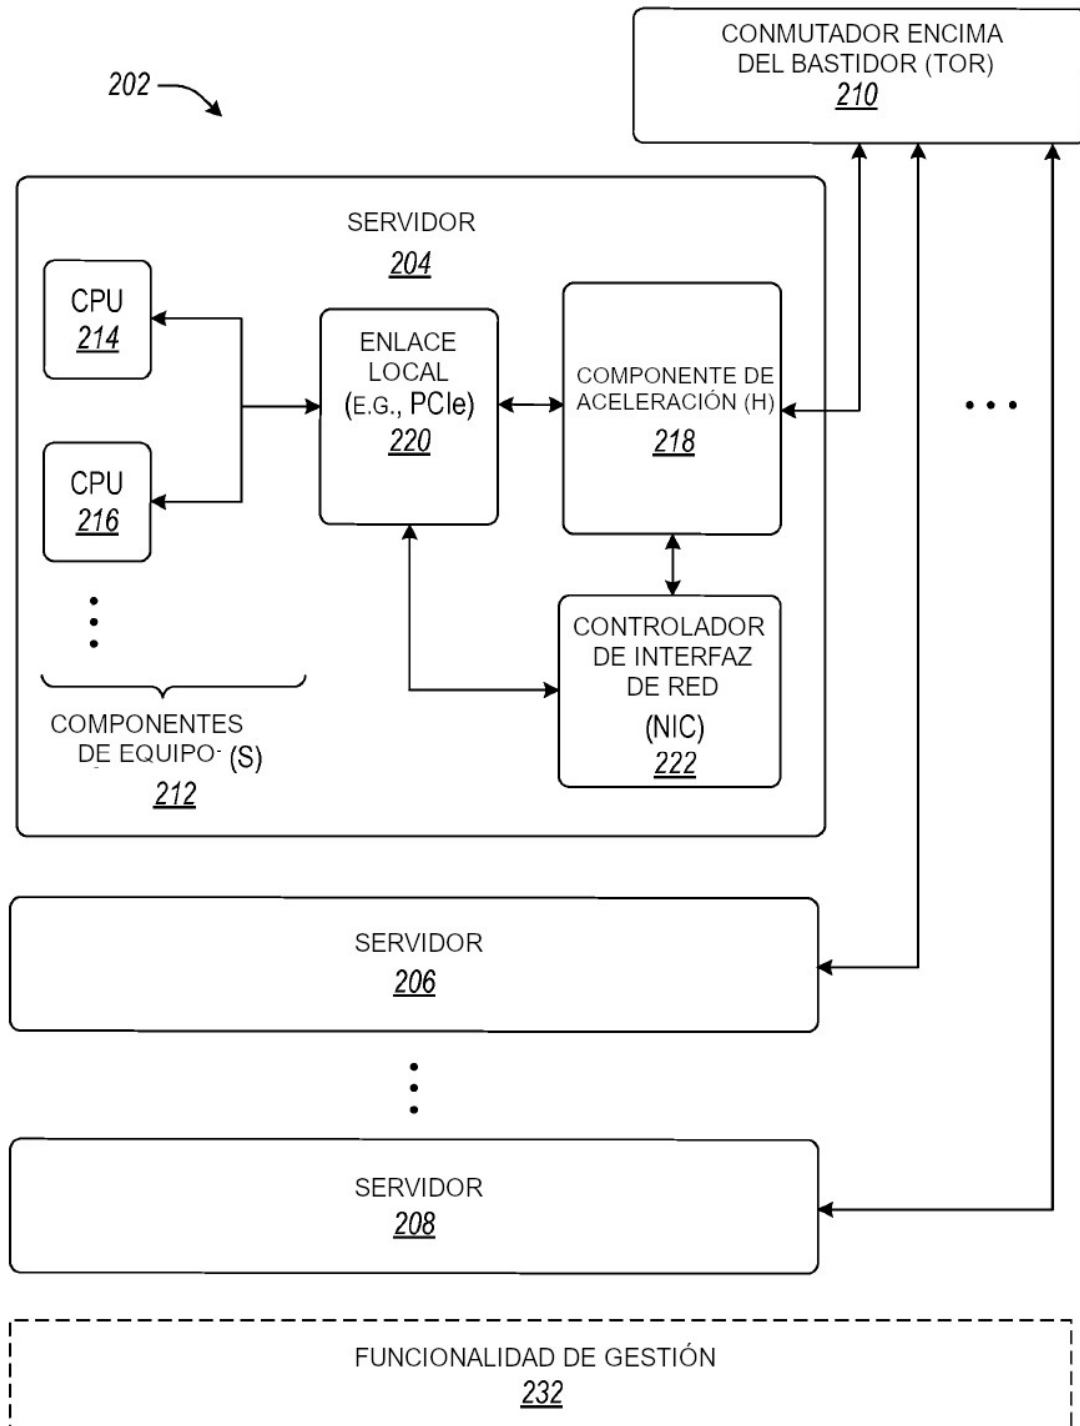 CONMUTADOR ENCIMA
DEL BASTIDOR (TOR)
210
202
SERVIDOR
204
CPU
214
CPU
216
ENLACE
LOCAL
(E.G., PCIe)
220
COMPONENTE DE
ACELERACIÓN (H)
218
CONTROLADOR
DE INTERFAZ
DE RED
(NIC)
222
COMPONENTES
DE EQUIPO (S)
212
SERVIDOR
206
SERVIDOR
208
FUNCIONALIDAD DE GESTIÓN
232